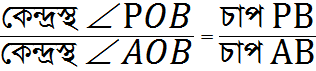 কেন্দ্রস্থ ∠POB / কেন্দ্রস্থ ∠AOB = চাপ PB / চাপ AB